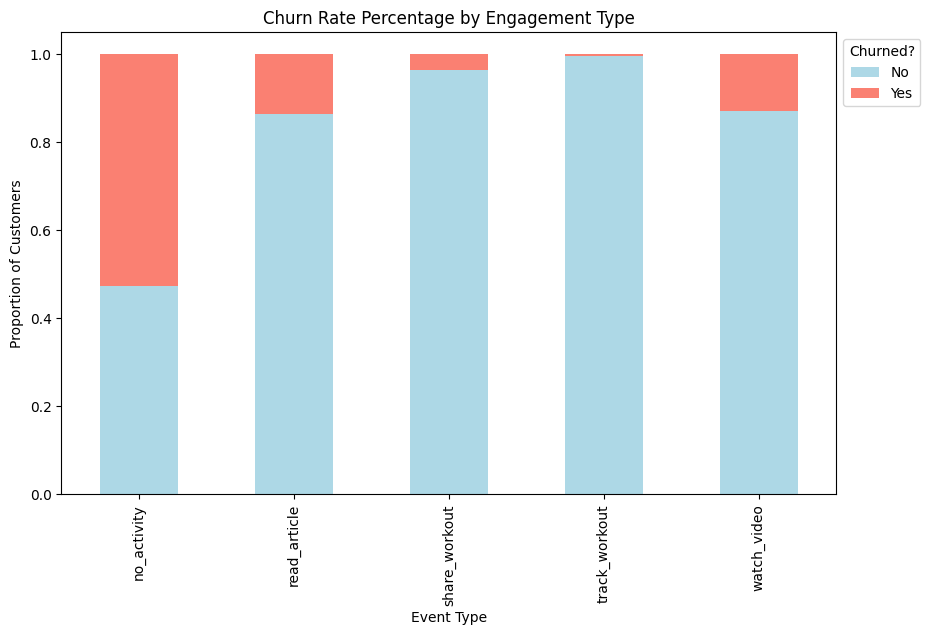 Churn Rate Percentage by Engagement Type
Churned?
No
Yes
1.0
0.8
0.6
0.4
0.2
0.0
Proportion of Customers
no_activity
read_article
share_workout
track_workout
watch_video
Event Type